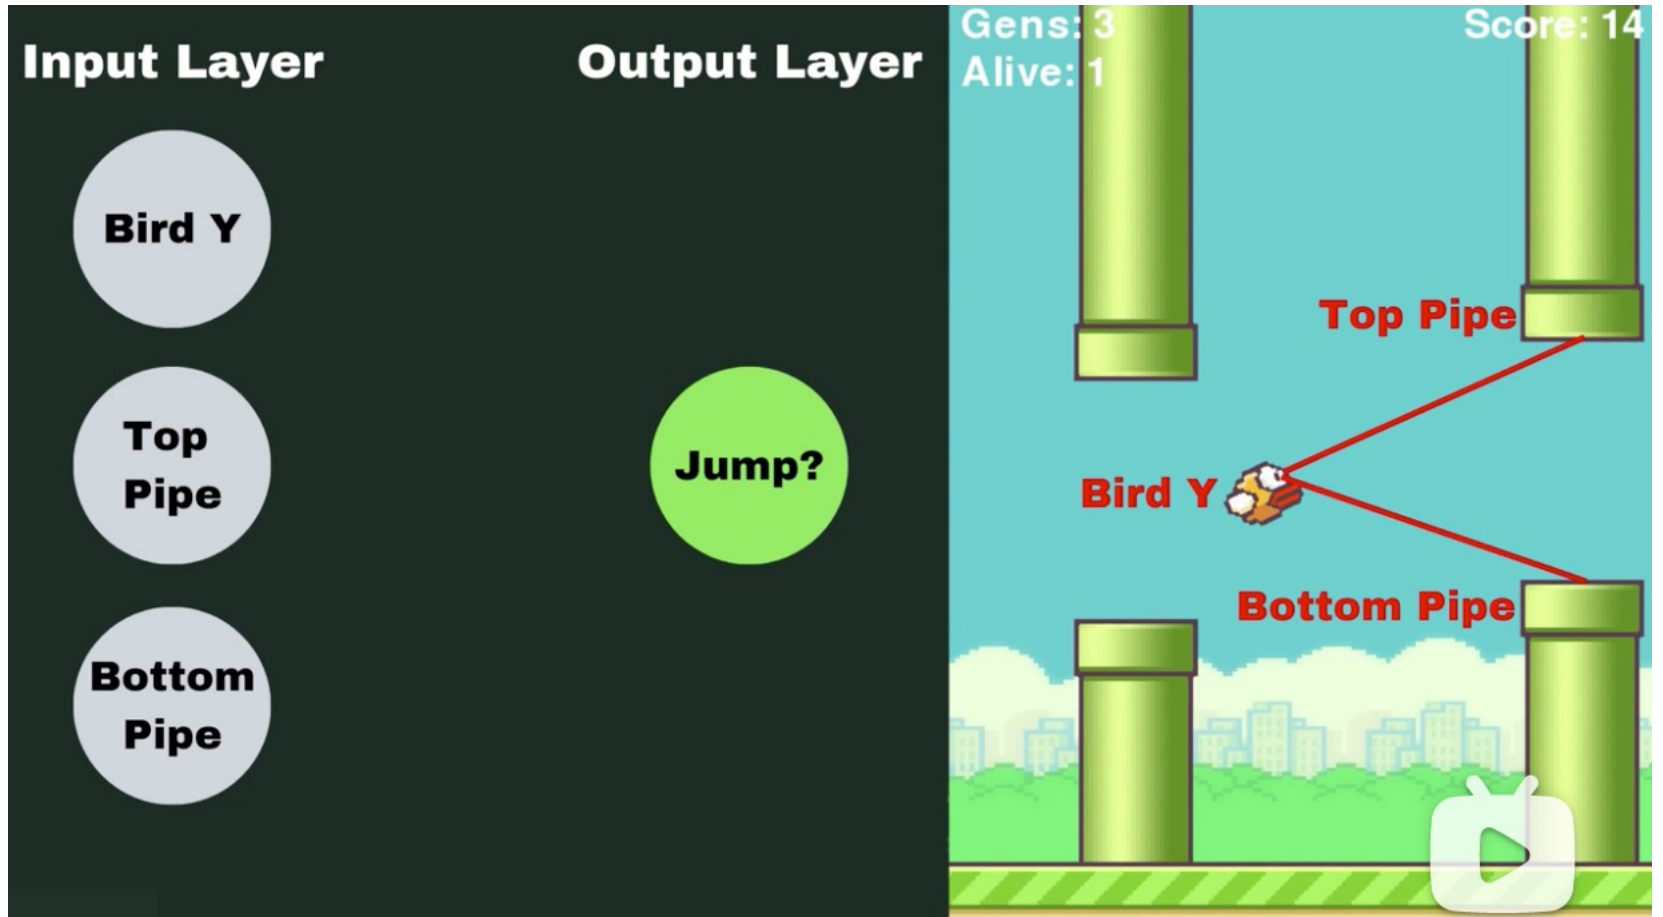 Input Layer
Output Layer
Bird Y
Top
Pipe
Bottom
Pipe
Jump?
Gens: 3
Alive: 1
Score: 14
Top Pipe
Bird Y
Bottom Pipe